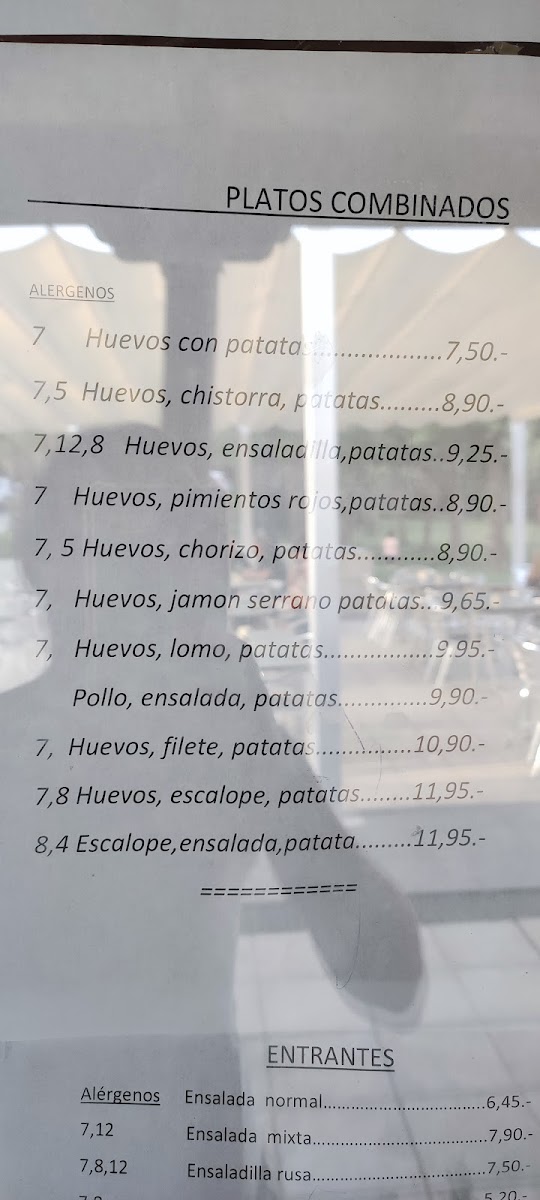 PLATOS COMBINADOS
ALERGENOS
7 Huevos con patatas...................7,50.-
7,5 Huevos, chistorra, patatas.........8,90.-
7,12,8 Huevos, ensaladilla,patatas..9,25.-
7 Huevos, pimientos rojos,patatas..8,90.-
7, 5 Huevos, chorizo, patatas............8,90.-
7, Huevos, jamon serrano patatas.. 9,65.-
7, Huevos, lomo, patatas.................9.95.-
Pollo, ensalada, patatas..............9,90.-
7, Huevos, filete, patatas...............10,90.-
7,8 Huevos, escalope, patatas........11,95.-
8,4 Escalope,ensalada,patata.........11,95.-
============
ENTRANTES
Alérgenos Ensalada normal..................................6,45.-
7,12 Ensalada mixta....................................7,90.-
7,8,12 Ensaladilla rusa...................................7,50.-
5,20.-